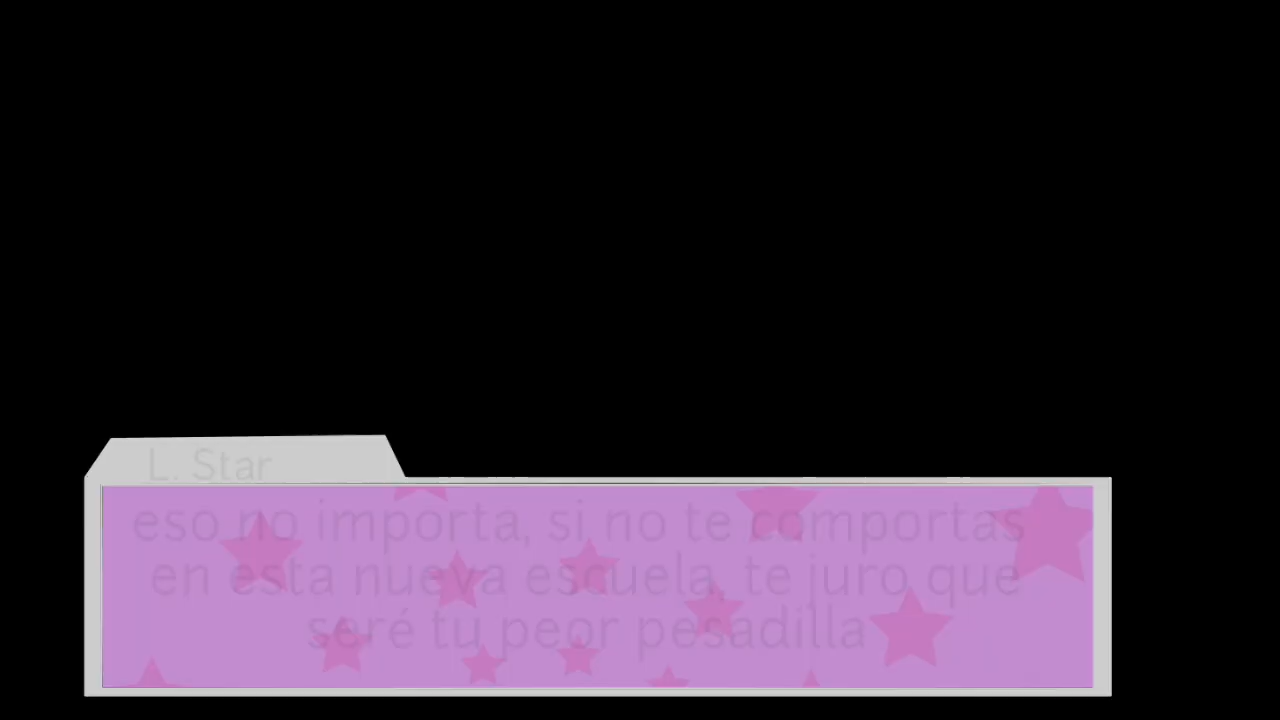 L. Star
eso no importa, si no te comportas
en esta nueva escuela, te juro que
seré tu peor pesadilla